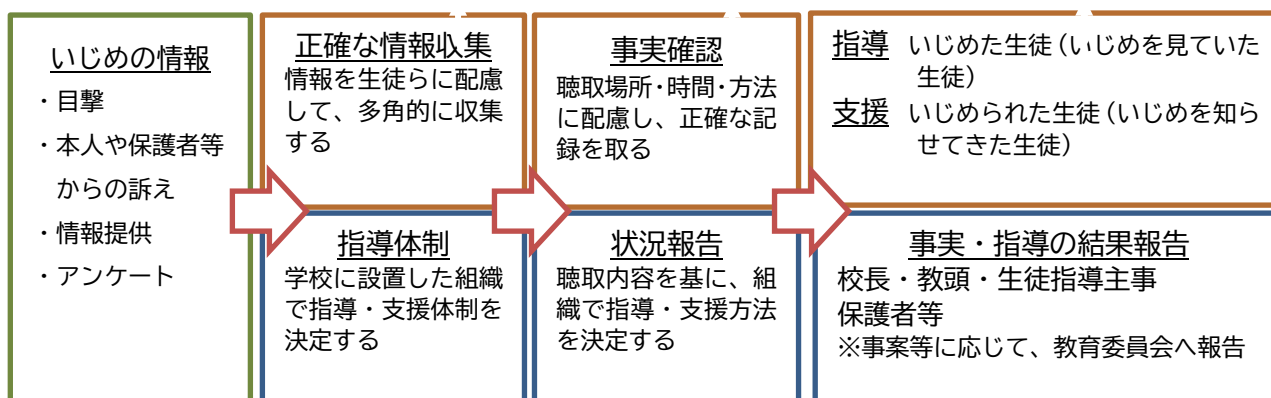 いじめの情報
・目撃
・本人や保護者等
からの訴え
・情報提供
・アンケート
正確な情報収集
情報を生徒らに配慮
して、多角的に収集
する
指導体制
学校に設置した組織
で指導・支援体制を
決定する
事実確認
聴取場所・時間・方法
に配慮し、正確な記
録を取る
状況報告
聴取内容を基に、組
織で指導・支援方法
を決定する
指導 いじめた生徒（いじめを見ていた
生徒）
支援 いじめられた生徒（いじめを知ら
せてきた生徒）
事実・指導の結果報告
校長・教頭・生徒指導主事
保護者等
※事案等に応じて、教育委員会へ報告